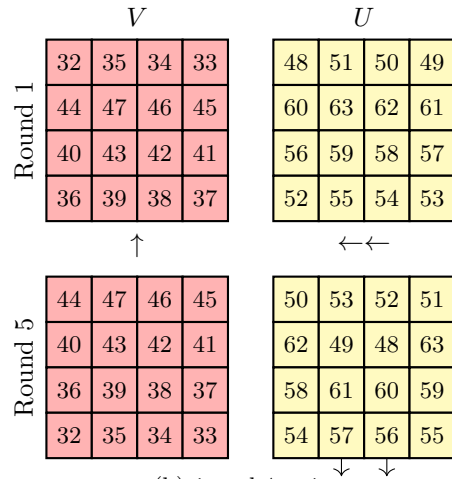 V U
Round 1
32 35 34 33 48 51 50 49
44 47 46 45 60 63 62 61
40 43 42 41 56 59 58 57
36 39 38 37 52 55 54 53
↑ ←←
Round 5
44 47 46 45 50 53 52 51
40 43 42 41 62 49 48 63
36 39 38 37 58 61 60 59
32 35 34 33 54 57 56 55
↓ ↓